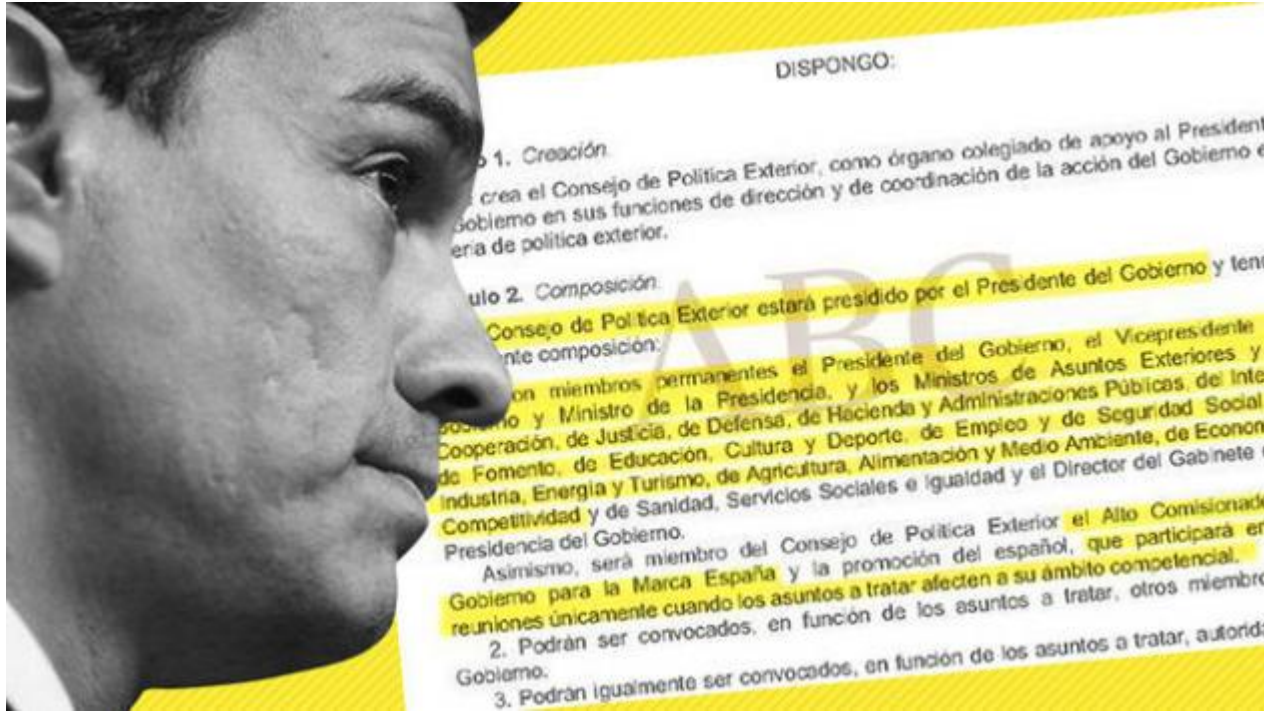 DISPONGO:
1. Creación.
crea el Consejo de Política Exterior, como órgano colegiado de apoyo al President
Gobierno en sus funciones de dirección y de coordinación de la acción del Gobierno e
eria de política exterior.
ulo 2. Composición.
Consejo de Política Exterior estará presidido por el Presidente del Gobierno y tend
nte composición:
on miembros permanentes el Presidente del Gobierno, el Vicepresidente
y Ministro de la Presidencia, y los Ministros de Asuntos Exteriores y
Cooperación, de Justicia, de Defensa, de Hacienda y Administraciones Públicas, del Inte
de Fomento, de Educación, Cultura y Deporte, de Empleo y de Seguridad Social
Industria, Energía y Turismo, de Agricultura, Alimentación y Medio Ambiente, de Econom
Competitividad y de Sanidad, Servicios Sociales e Igualdad y el Director del Gabinete
Presidencia del Gobierno.
Asimismo, será miembro del Consejo de Política Exterior el Alto Comisionado
Gobierno para la Marca España y la promoción del español, que participará en
reuniones únicamente cuando los asuntos a tratar afecten a su ámbito competencial.
2. Podrán ser convocados, en función de los asuntos a tratar, otros miembro
Gobierno.
3. Podrán igualmente ser convocados, en función de los asuntos a tratar, autorida
ABC